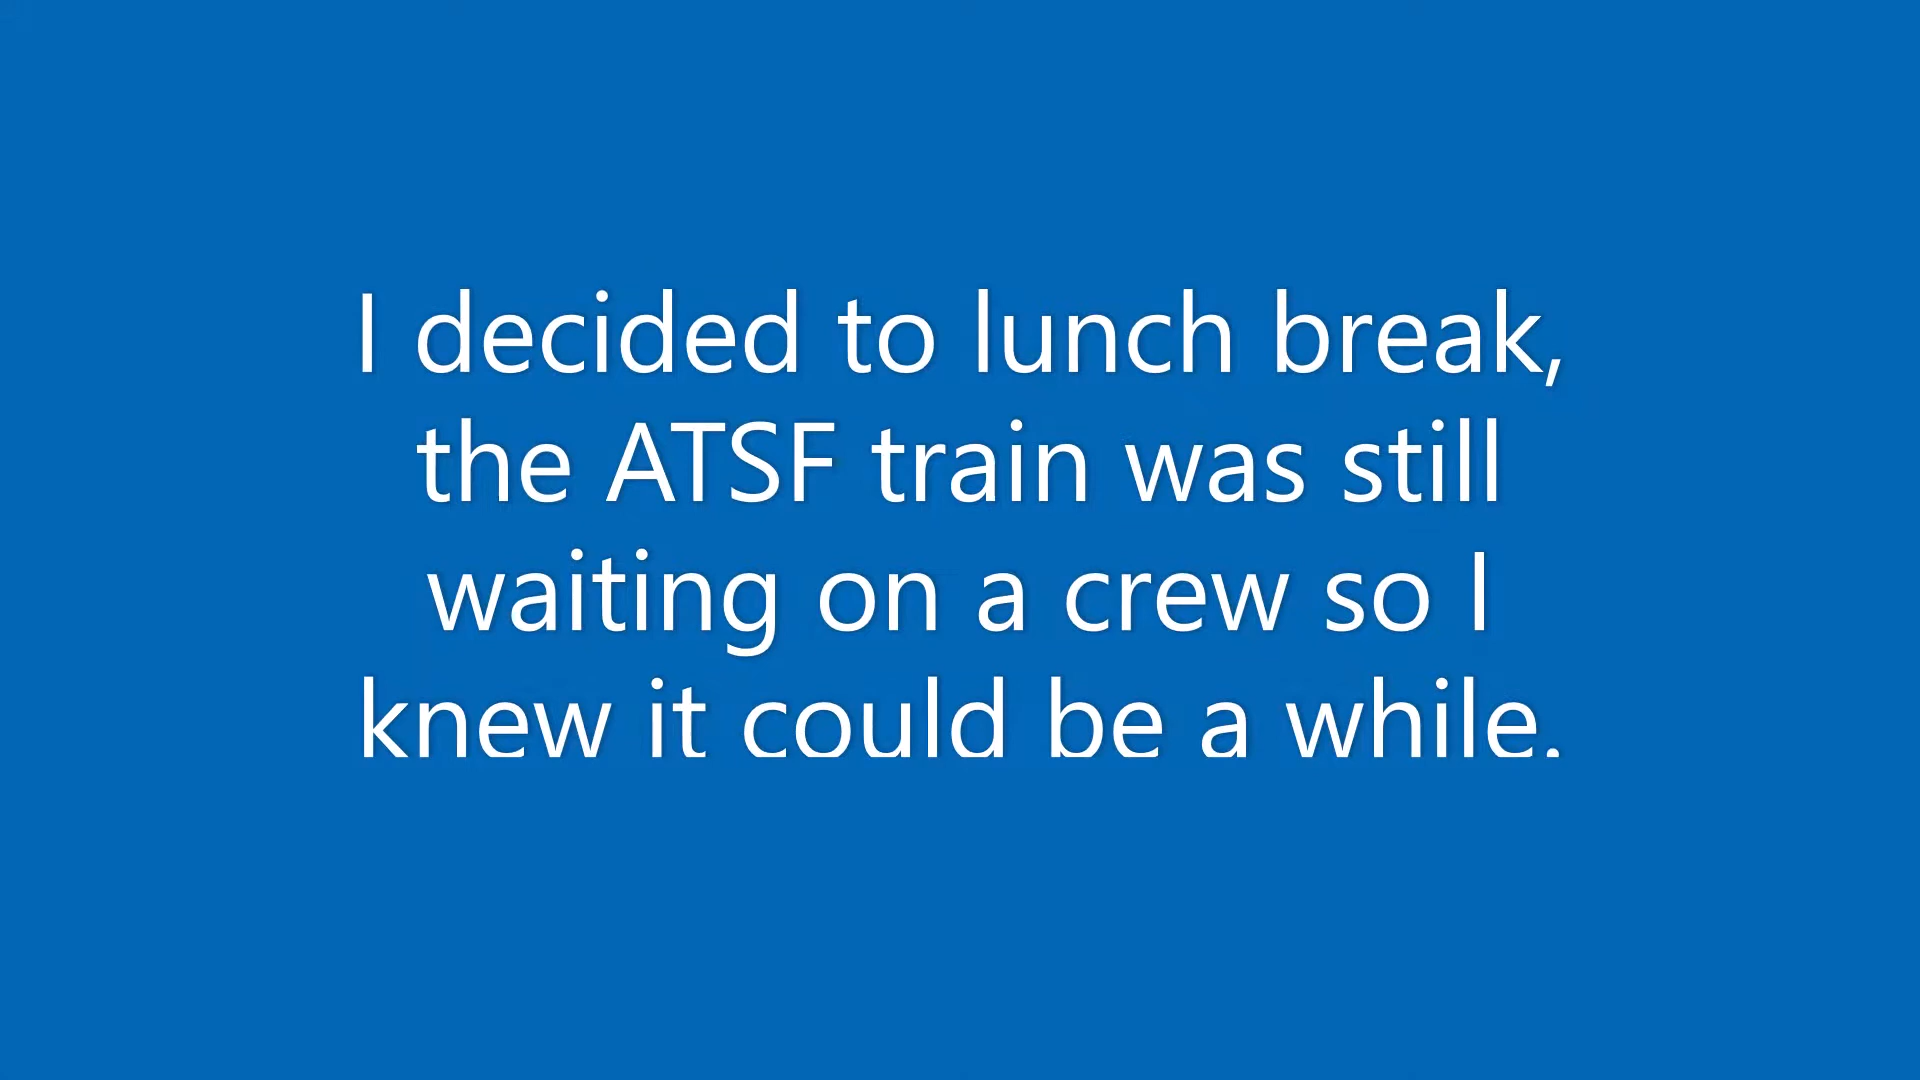 I decided to lunch break,
the ATSF train was still
waiting on a crew so I
knew it could be a while.